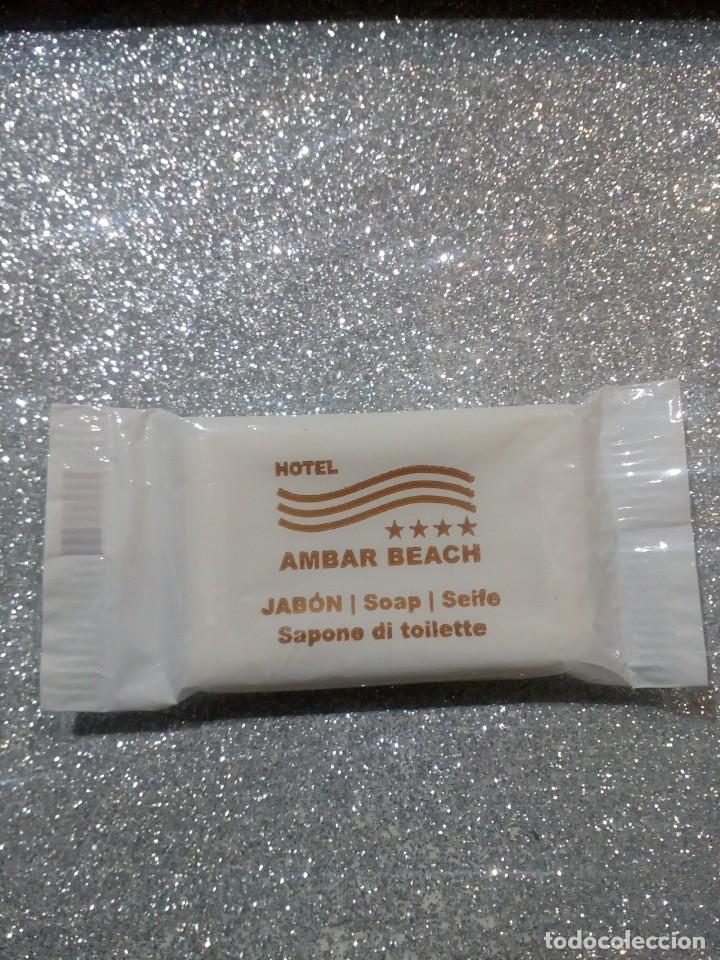 HOTEL
AMBAR BEACH
JABÓN | Soap | Seife
Sapone di toilette
todocoleccion